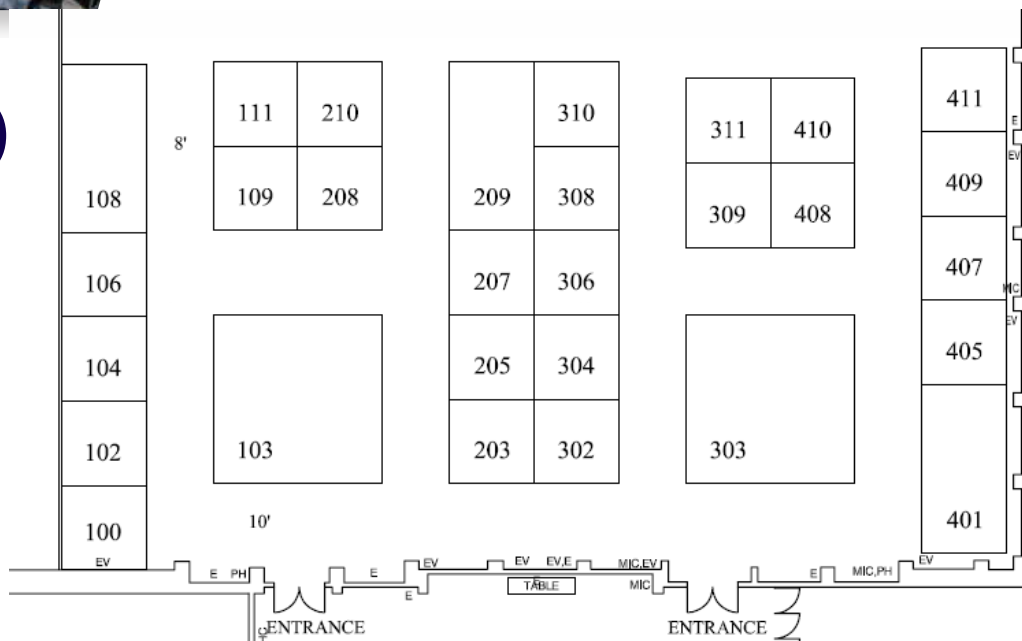 411
111 210 310
311 410
8'
E
EV
409
108 109 208 209 308
309 408
407
106 207 306
MIC
EV
405
104 205 304
102 103 203 302 303
100 10' 401
EV EV EV EV,E MIC,EV EV
E PH E E MIC,PH
E TABLE MIC
E
ENTRANCE ENTRANCE